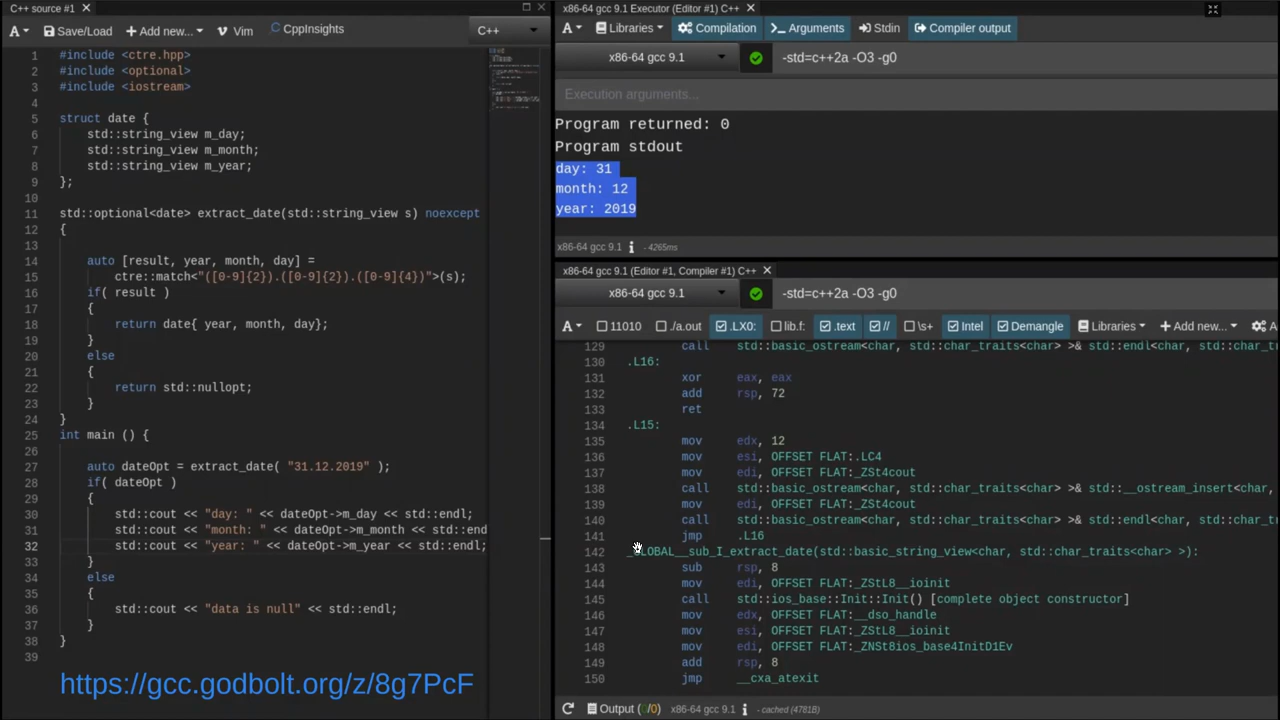 C++ source #1
A Save/Load Add new... Vim CppInsights C++
1 #include <ctre.hpp>
2 #include <optional>
3 #include <iostream>
4
5 struct date {
6 std::string_view m_day;
7 std::string_view m_month;
8 std::string_view m_year;
9 };
10
11 std::optional<date> extract_date(std::string_view s) noexcept
12 {
13
14 auto [result, year, month, day] =
15 ctre::match<"([0-9]{2}).([0-9]{2}).([0-9]{4})">(s);
16 if( result )
17 {
18 return date{ year, month, day};
19 }
20 else
21 {
22 return std::nullopt;
23 }
24 }
25 int main () {
26
27 auto dateOpt = extract_date( "31.12.2019" );
28 if( dateOpt )
29 {
30 std::cout << "day: " << dateOpt->m_day << std::endl;
31 std::cout << "month: " << dateOpt->m_month << std::end
32 std::cout << "year: " << dateOpt->m_year << std::endl;
33 }
34 else
35 {
36 std::cout << "data is null" << std::endl;
37 }
38 }
39
https://gcc.godbolt.org/z/8g7PcF
x86-64 gcc 9.1 Executor (Editor #1) C++
A Libraries Compilation Arguments Stdin Compiler output
x86-64 gcc 9.1 -std=c++2a -O3 -g0
Execution arguments...
Program returned: 0
Program stdout
day: 31
month: 12
year: 2019
x86-64 gcc 9.1 - 4265ms
x86-64 gcc 9.1 (Editor #1, Compiler #1) C++
x86-64 gcc 9.1 -std=c++2a -O3 -g0
A 11010 ./a.out .LX0: lib.f: .text // \s+ Intel Demangle Libraries Add new... A
129 call std::basic_ostream<char, std::char_traits<char> >& std::endl<char, std::char_t
130 .L16:
131 xor eax, eax
132 add rsp, 72
133 ret
134 .L15:
135 mov edx, 12
136 mov esi, OFFSET FLAT:.LC4
137 mov edi, OFFSET FLAT:_ZSt4cout
138 call std::basic_ostream<char, std::char_traits<char> >& std::__ostream_insert<char,
139 mov edi, OFFSET FLAT:_ZSt4cout
140 call std::basic_ostream<char, std::char_traits<char> >& std::endl<char, std::char_t
141 jmp .L16
142 _GLOBAL__sub_I_extract_date(std::basic_string_view<char, std::char_traits<char> >):
143 sub rsp, 8
144 mov edi, OFFSET FLAT:_ZStL8__ioinit
145 call std::ios_base::Init::Init() [complete object constructor]
146 mov edx, OFFSET FLAT:__dso_handle
147 mov esi, OFFSET FLAT:_ZStL8__ioinit
148 mov edi, OFFSET FLAT:_ZNSt8ios_base4InitD1Ev
149 add rsp, 8
150 jmp __cxa_atexit
Output (0/0) x86-64 gcc 9.1 - cached (4781B)